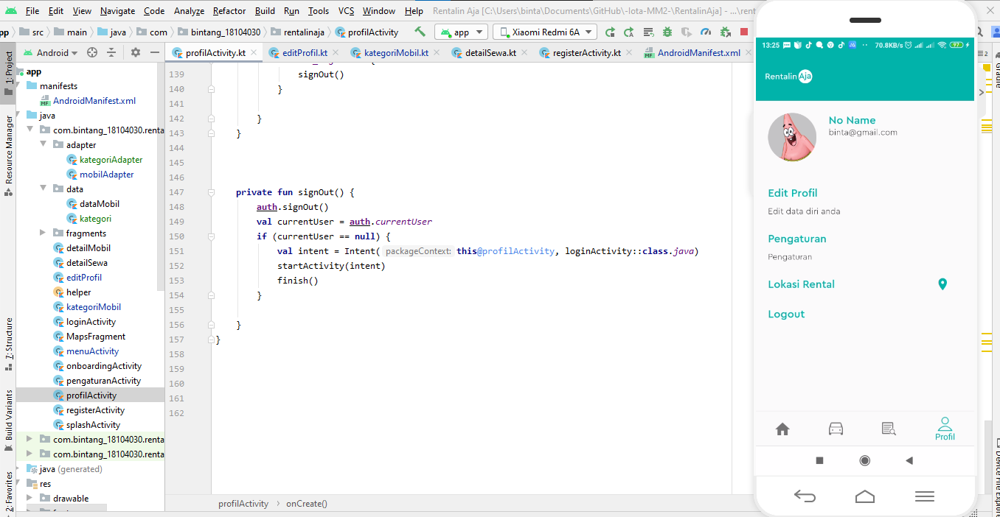 File Edit View Navigate Code Analyze Refactor Build Run Tools VCS Window Help Rentalin Aja [C:\Users\binta\Documents\GitHub\-Iota-MM2-\RentalinAja] - ...\rent
pp src main java com bintang_18104030 rentalinaja profilActivity app Xiaomi Redmi 6A
Android profilActivity.kt editProfil.kt kategoriMobil.kt detailSewa.kt registerActivity.kt AndroidManifest.xml
1: Project
Resource Manager
7: Structure
Build Variants
2: Favorites
app
manifests
AndroidManifest.xml
java
com.bintang_18104030.renta
adapter
kategoriAdapter
mobilAdapter
data
dataMobil
kategori
fragments
detailMobil
detailSewa
editProfil
helper
kategoriMobil
loginActivity
MapsFragment
menuActivity
onboardingActivity
pengaturanActivity
profilActivity
registerActivity
splashActivity
com.bintang_18104030.renta
com.bintang_18104030.renta
java (generated)
res
drawable
139 signOut()
140 }
141
142 }
143 }
144
145
146
147 private fun signOut() {
148 auth.signOut()
149 val currentUser = auth.currentUser
150 if (currentUser == null) {
151 val intent = Intent( packageContext: this@profilActivity, loginActivity::class.java)
152 startActivity(intent)
153 finish()
154 }
155
156 }
157 }
158
159
160
161
162
profilActivity › onCreate()
13:25 70.8KB/s 97
Rentalin Aja
No Name
binta@gmail.com
Edit Profil
Edit data diri anda
Pengaturan
Pengaturan
Lokasi Rental
Logout
Profil
2
Gradle
Device File Explorer